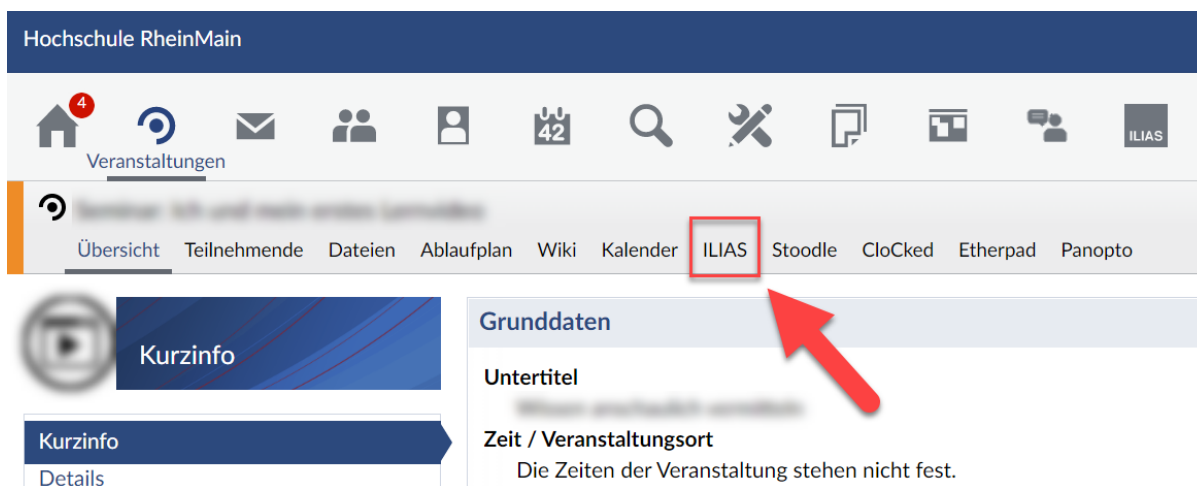 Hochschule RheinMain
4
42
ILIAS
Veranstaltungen
Übersicht Teilnehmende Dateien Ablaufplan Wiki Kalender ILIAS Stoodle CloCked Etherpad Panopto
Kurzinfo
Grunddaten
Untertitel
Kurzinfo
Zeit / Veranstaltungsort
Details
Die Zeiten der Veranstaltung stehen nicht fest.